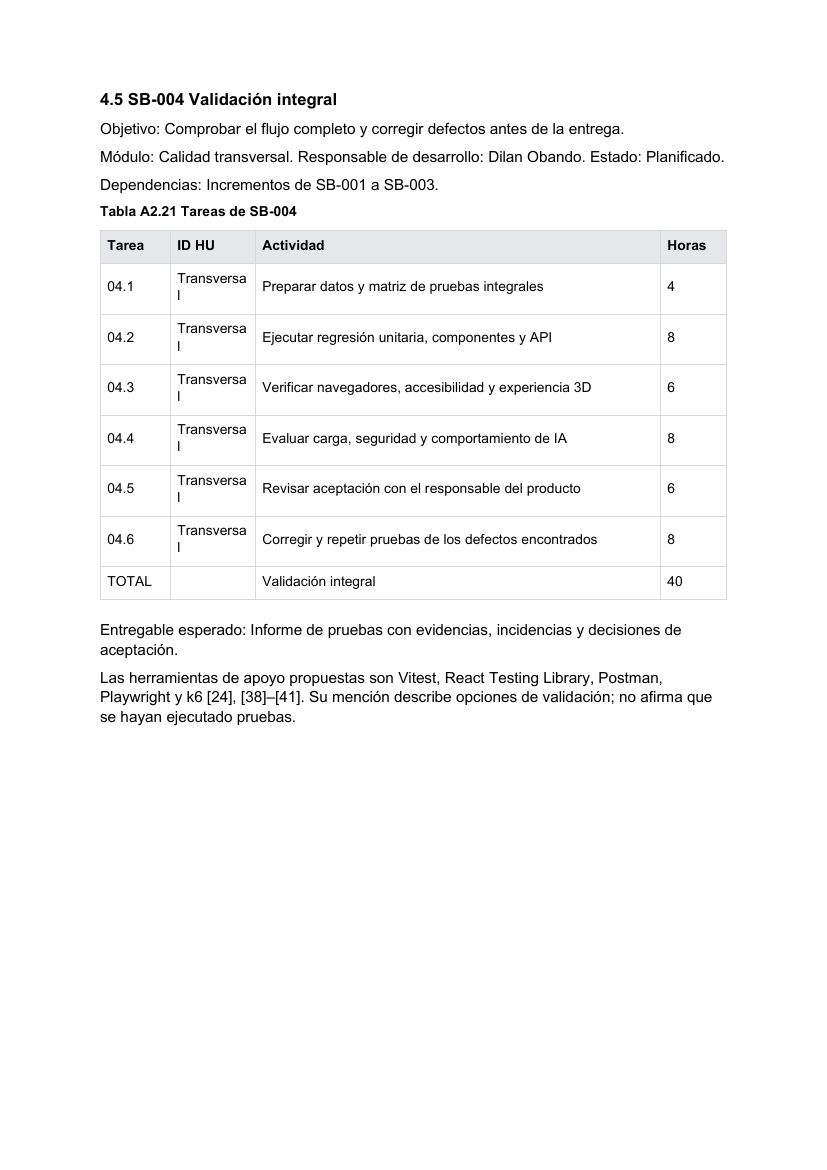 4.5 SB-004 Validación integral
Objetivo: Comprobar el flujo completo y corregir defectos antes de la entrega.
Módulo: Calidad transversal. Responsable de desarrollo: Dilan Obando. Estado: Planificado.
Dependencias: Incrementos de SB-001 a SB-003.
Tabla A2.21 Tareas de SB-004
Tarea ID HU Actividad Horas
04.1 Transversal Preparar datos y matriz de pruebas integrales 4
04.2 Transversal Ejecutar regresión unitaria, componentes y API 8
04.3 Transversal Verificar navegadores, accesibilidad y experiencia 3D 6
04.4 Transversal Evaluar carga, seguridad y comportamiento de IA 8
04.5 Transversal Revisar aceptación con el responsable del producto 6
04.6 Transversal Corregir y repetir pruebas de los defectos encontrados 8
TOTAL Validación integral 40
Entregable esperado: Informe de pruebas con evidencias, incidencias y decisiones de
aceptación.
Las herramientas de apoyo propuestas son Vitest, React Testing Library, Postman,
Playwright y k6 [24], [38]–[41]. Su mención describe opciones de validación; no afirma que
se hayan ejecutado pruebas.